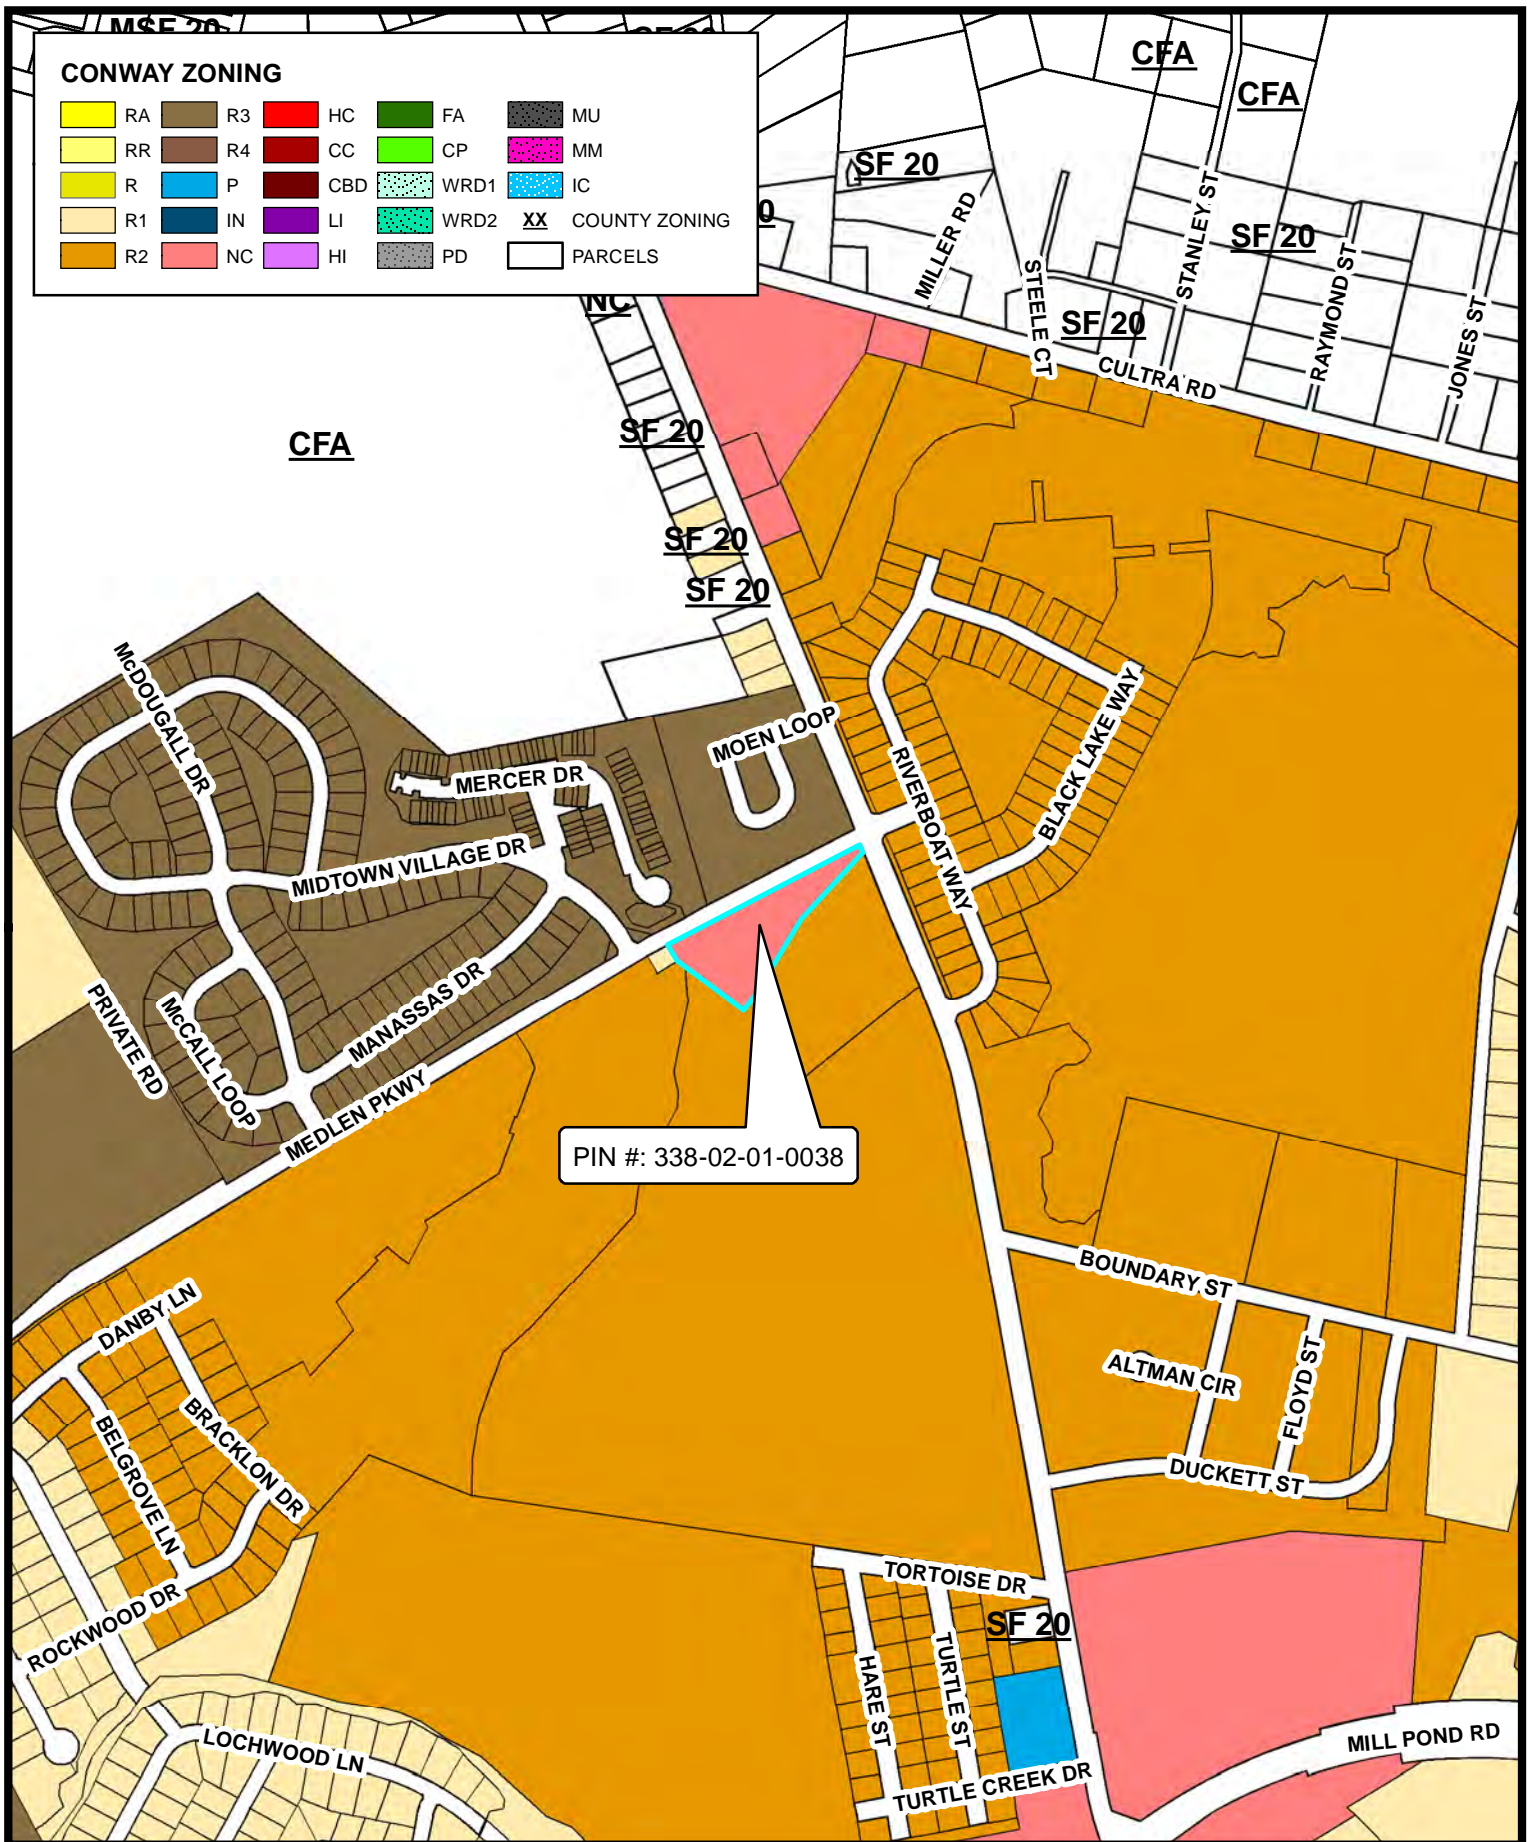 MSF 20
CONWAY ZONING
RA R3 HC FA MU
RR R4 CC CP MM
R P CBD WRD1 IC
R1 IN LI WRD2 XX COUNTY ZONING
R2 NC HI PD PARCELS
CFA
CFA
SF 20
MILLER RD
STEELE CT
STANLEY ST
SF 20
RAYMOND ST
JONES ST
SF 20
CULTRA RD
NC
CFA
SF 20
SF 20
SF 20
McDOUGALL DR
MERCER DR
MOEN LOOP
RIVERBOAT WAY
BLACK LAKE WAY
MIDTOWN VILLAGE DR
MANASSAS DR
PRIVATE RD
McCALL LOOP
MEDLEN PKWY
PIN #: 338-02-01-0038
BOUNDARY ST
ALTMAN CIR
FLOYD ST
DUCKETT ST
DANBY LN
BELGROVE LN
BRACKLON DR
ROCKWOOD DR
LOCHWOOD LN
TORTOISE DR
SF 20
HARE ST
TURTLE ST
TURTLE CREEK DR
MILL POND RD